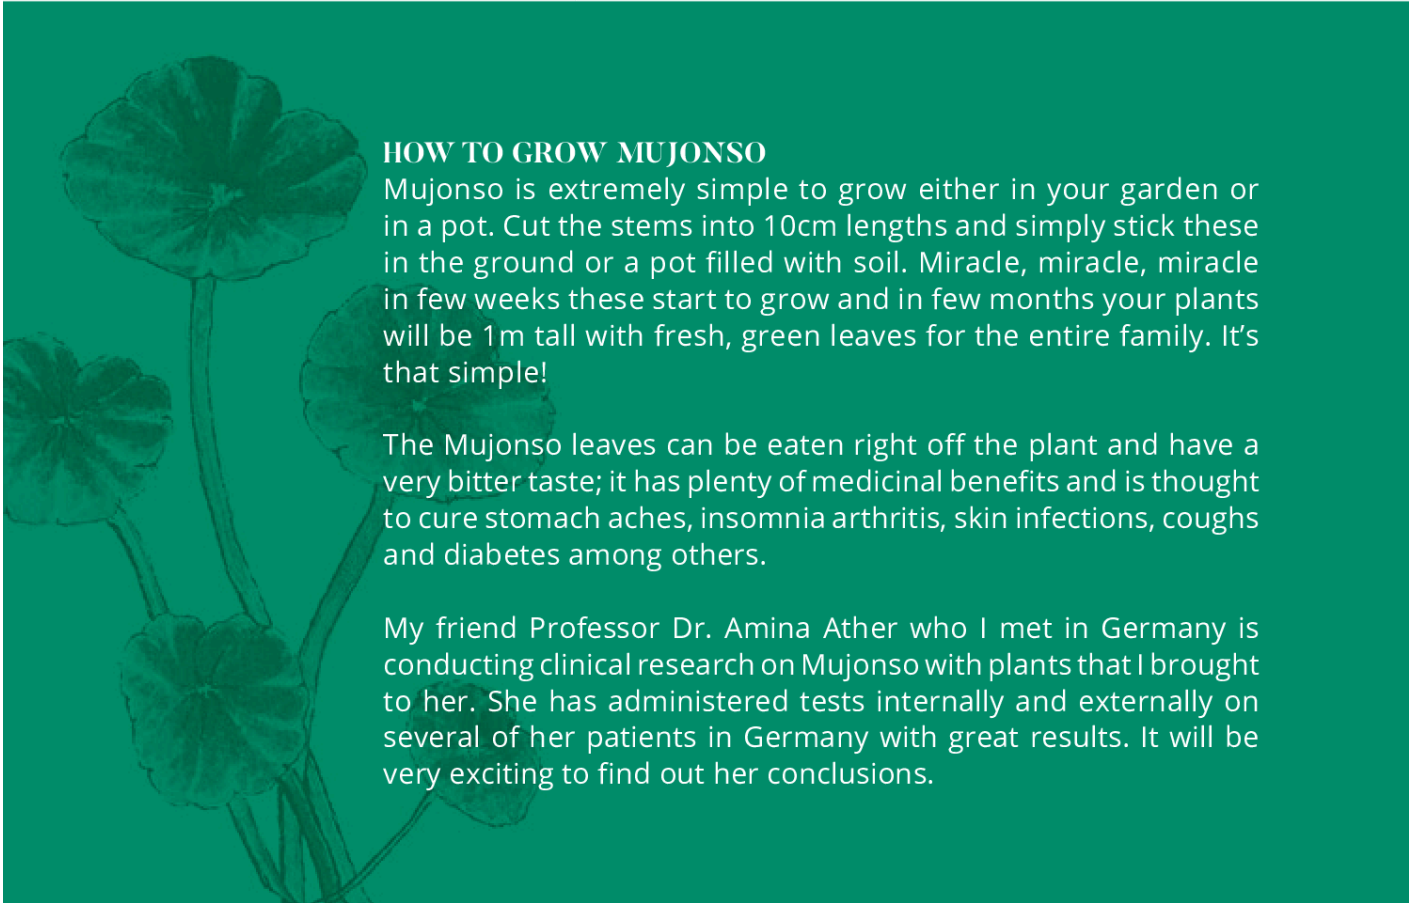 HOW TO GROW MUJONSO
Mujonso is extremely simple to grow either in your garden or
in a pot. Cut the stems into 10cm lengths and simply stick these
in the ground or a pot filled with soil. Miracle, miracle, miracle
in few weeks these start to grow and in few months your plants
will be 1m tall with fresh, green leaves for the entire family. It’s
that simple!

The Mujonso leaves can be eaten right off the plant and have a
very bitter taste; it has plenty of medicinal benefits and is thought
to cure stomach aches, insomnia arthritis, skin infections, coughs
and diabetes among others.

My friend Professor Dr. Amina Ather who I met in Germany is
conducting clinical research on Mujonso with plants that I brought
to her. She has administered tests internally and externally on
several of her patients in Germany with great results. It will be
very exciting to find out her conclusions.